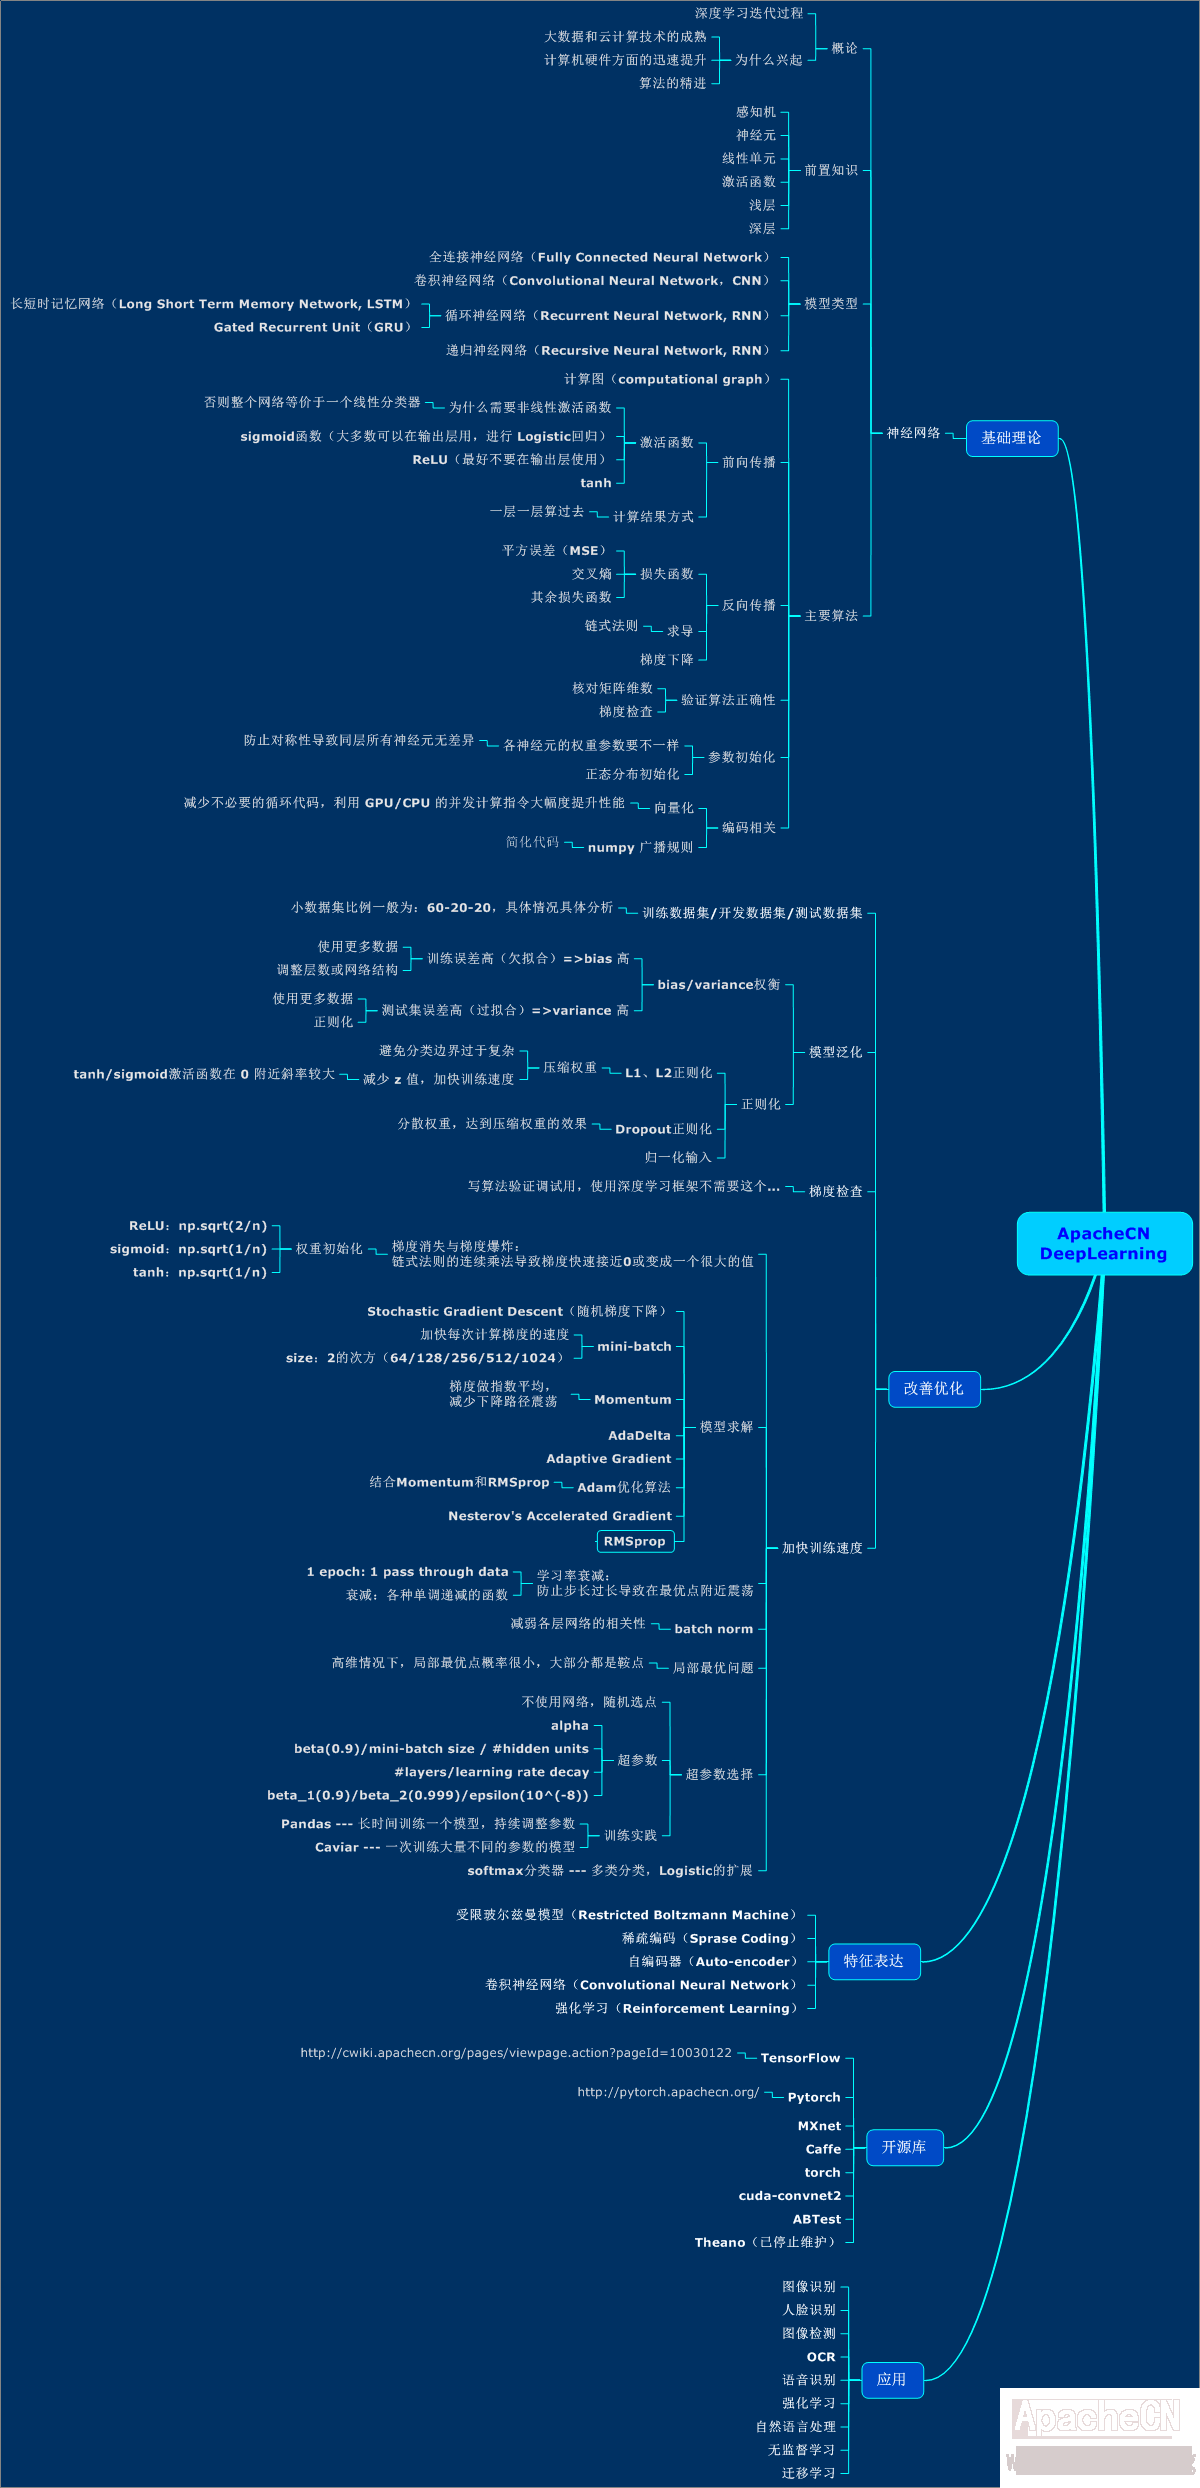 深度学习迭代过程
大数据和云计算技术的成熟
概论
计算机硬件方面的迅速提升
为什么兴起
算法的精进
感知机
神经元
线性单元
前置知识
激活函数
浅层
深层
全连接神经网络（Fully Connected Neural Network）
卷积神经网络（Convolutional Neural Network，CNN）
长短时记忆网络（Long Short Term Memory Network, LSTM）
模型类型
循环神经网络（Recurrent Neural Network, RNN）
Gated Recurrent Unit（GRU）
递归神经网络（Recursive Neural Network, RNN）
计算图（computational graph）
否则整个网络等价于一个线性分类器
为什么需要非线性激活函数
神经网络
基础理论
sigmoid函数（大多数可以在输出层用，进行 Logistic回归）
激活函数
ReLU（最好不要在输出层使用）
前向传播
tanh
一层一层算过去
计算结果方式
平方误差（MSE）
交叉熵
损失函数
其余损失函数
反向传播
主要算法
链式法则
求导
梯度下降
核对矩阵维数
验证算法正确性
梯度检查
防止对称性导致同层所有神经元无差异
各神经元的权重参数要不一样
参数初始化
正态分布初始化
减少不必要的循环代码，利用 GPU/CPU 的并发计算指令大幅度提升性能
向量化
编码相关
简化代码
numpy 广播规则
小数据集比例一般为：60-20-20，具体情况具体分析
训练数据集/开发数据集/测试数据集
使用更多数据
训练误差高（欠拟合）=>bias 高
调整层数或网络结构
bias/variance权衡
使用更多数据
测试集误差高（过拟合）=>variance 高
正则化
模型泛化
避免分类边界过于复杂
压缩权重
L1、L2正则化
tanh/sigmoid激活函数在 0 附近斜率较大
减少 z 值，加快训练速度
正则化
分散权重，达到压缩权重的效果
Dropout正则化
归一化输入
写算法验证调试用，使用深度学习框架不需要这个...
梯度检查
ApacheCN
DeepLearning
ReLU：np.sqrt(2/n)
sigmoid：np.sqrt(1/n)
权重初始化
梯度消失与梯度爆炸：
链式法则的连续乘法导致梯度快速接近0或变成一个很大的值
tanh：np.sqrt(1/n)
Stochastic Gradient Descent（随机梯度下降）
加快每次计算梯度的速度
mini-batch
size：2的次方（64/128/256/512/1024）
改善优化
梯度做指数平均，
减少下降路径震荡
Momentum
模型求解
AdaDelta
Adaptive Gradient
结合Momentum和RMSprop
Adam优化算法
Nesterov's Accelerated Gradient
RMSprop
加快训练速度
1 epoch: 1 pass through data
学习率衰减：
防止步长过长导致在最优点附近震荡
衰减：各种单调递减的函数
减弱各层网络的相关性
batch norm
高维情况下，局部最优点概率很小，大部分都是鞍点
局部最优问题
不使用网络，随机选点
alpha
beta(0.9)/mini-batch size / #hidden units
超参数
#layers/learning rate decay
超参数选择
beta_1(0.9)/beta_2(0.999)/epsilon(10^(-8))
Pandas --- 长时间训练一个模型，持续调整参数
训练实践
Caviar --- 一次训练大量不同的参数的模型
softmax分类器 --- 多类分类，Logistic的扩展
受限玻尔兹曼模型（Restricted Boltzmann Machine）
稀疏编码（Sprase Coding）
自编码器（Auto-encoder）
特征表达
卷积神经网络（Convolutional Neural Network）
强化学习（Reinforcement Learning）
http://cwiki.apachecn.org/pages/viewpage.action?pageId=10030122
TensorFlow
http://pytorch.apachecn.org/
Pytorch
MXnet
Caffe
开源库
torch
cuda-convnet2
ABTest
Theano（已停止维护）
图像识别
人脸识别
图像检测
OCR
语音识别
应用
强化学习
自然语言处理
无监督学习
迁移学习
ApacheCN